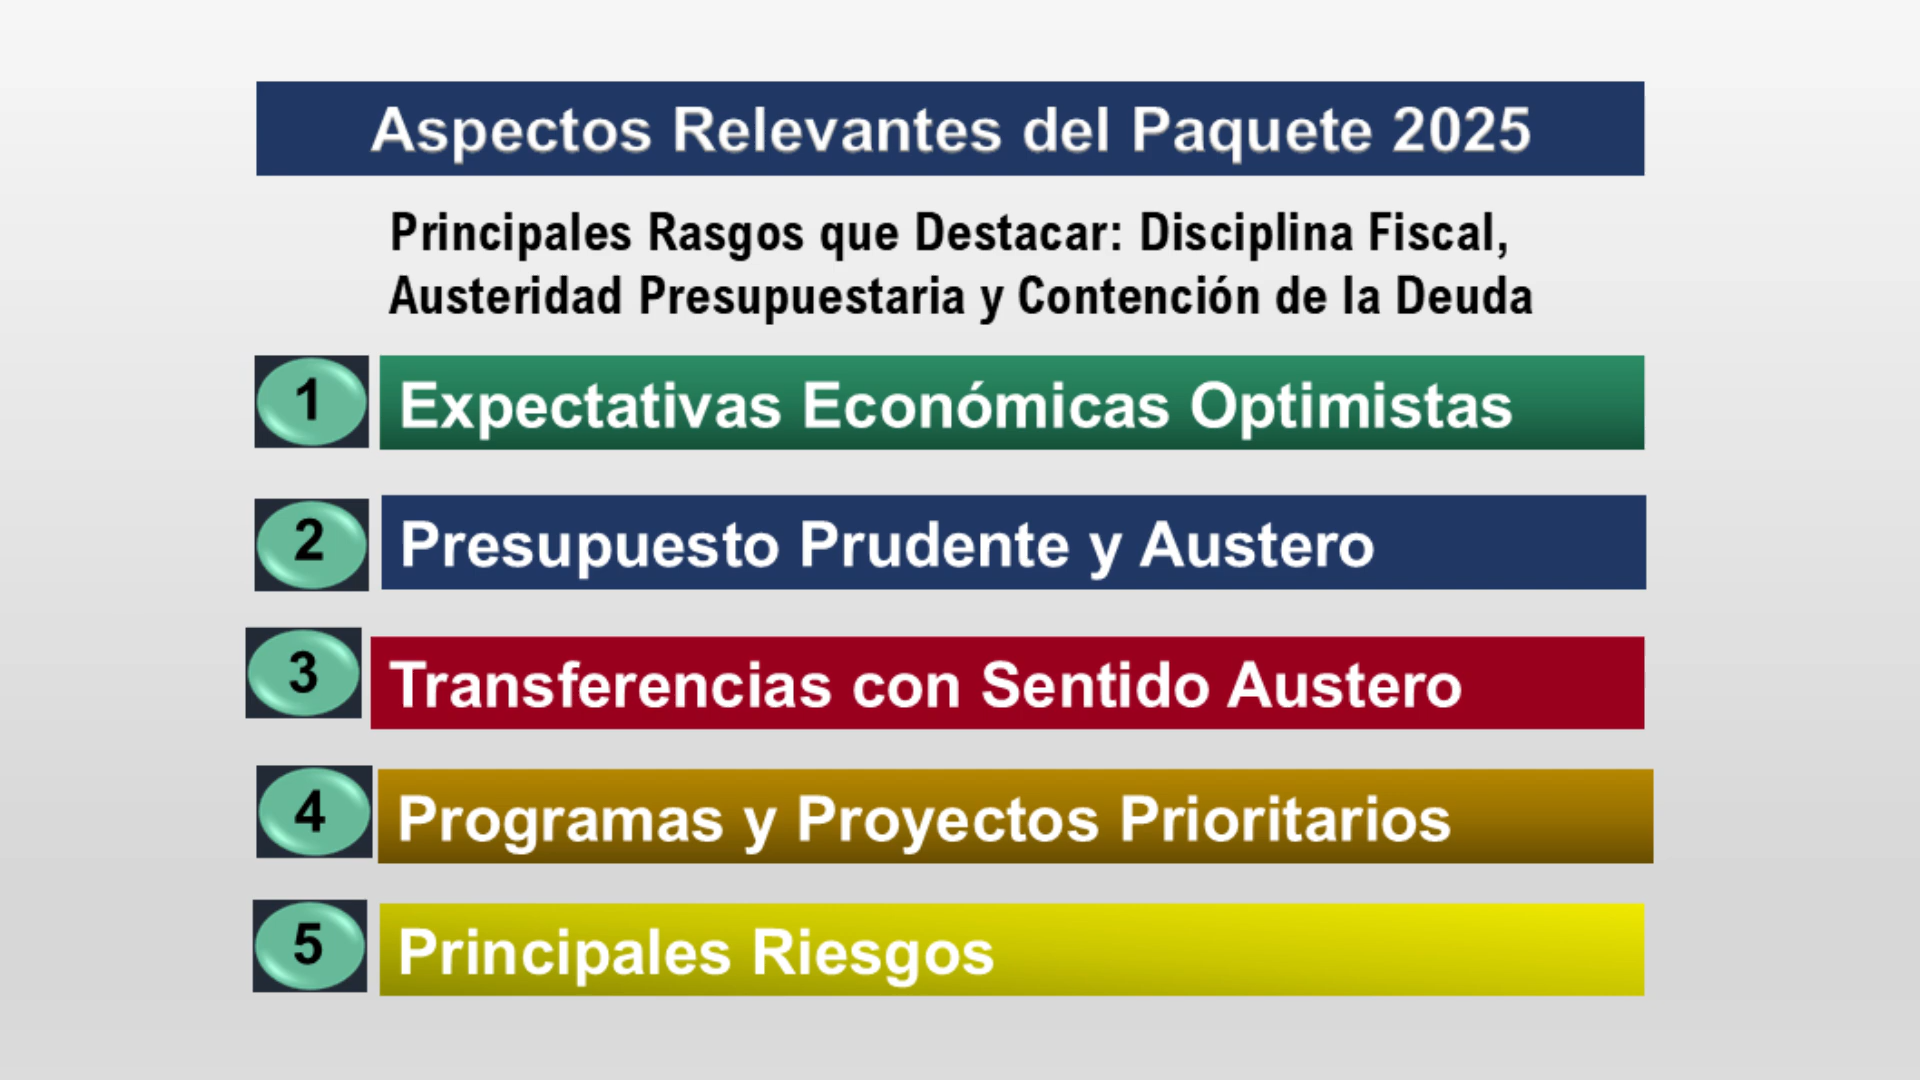 Aspectos Relevantes del Paquete 2025
Principales Rasgos que Destacar: Disciplina Fiscal,
Austeridad Presupuestaria y Contención de la Deuda
1 Expectativas Económicas Optimistas
2 Presupuesto Prudente y Austero
3 Transferencias con Sentido Austero
4 Programas y Proyectos Prioritarios
5 Principales Riesgos